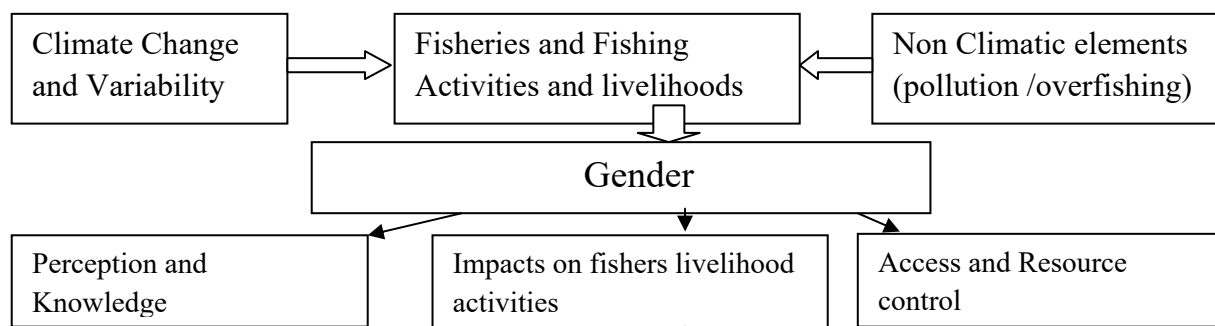 Climate Change
and Variability
Fisheries and Fishing
Activities and livelihoods
Non Climatic elements
(pollution /overfishing)
Gender
Perception and
Knowledge
Impacts on fishers livelihood
activities
Access and Resource
control